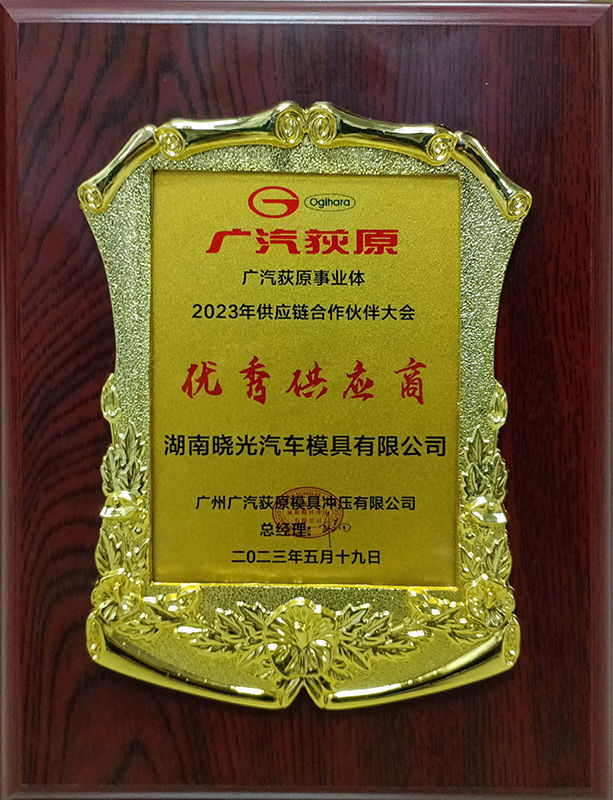 Ogihara
广汽荻原
广汽荻原事业体
2023年供应链合作伙伴大会
优秀供应商
湖南晓光汽车模具有限公司
广州广汽荻原模具冲压有限公司
总经理:
二〇二三年五月十九日